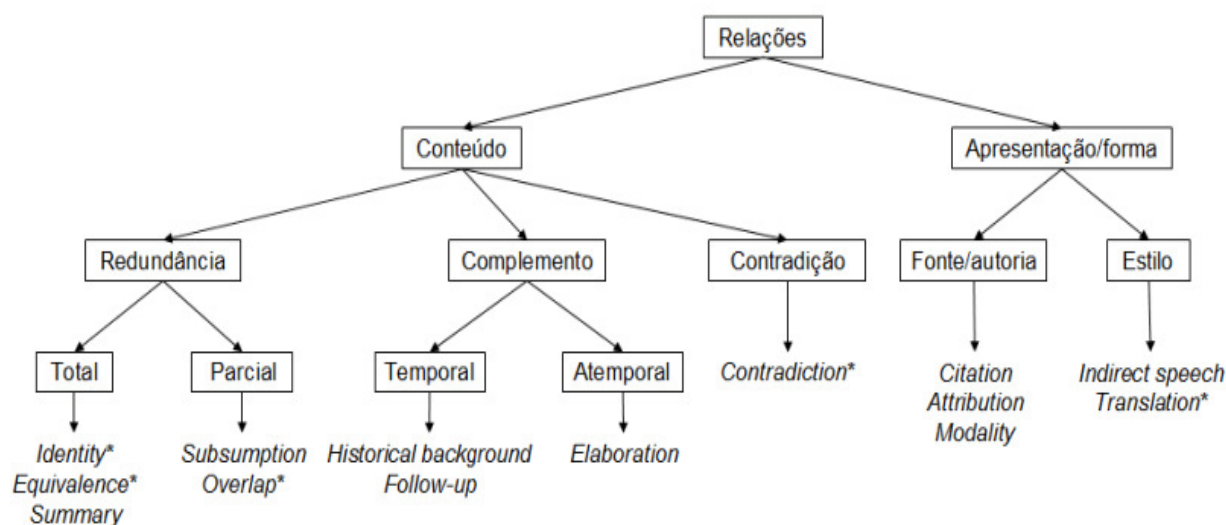 Relações
Conteúdo
Apresentação/forma
Redundância
Complemento
Contradição
Fonte/autoria
Estilo
Total
Parcial
Temporal
Atemporal
Contradiction*
Citation
Attribution
Modality
Indirect speech
Translation*
Identity*
Equivalence*
Summary
Subsumption
Overlap*
Historical background
Follow-up
Elaboration